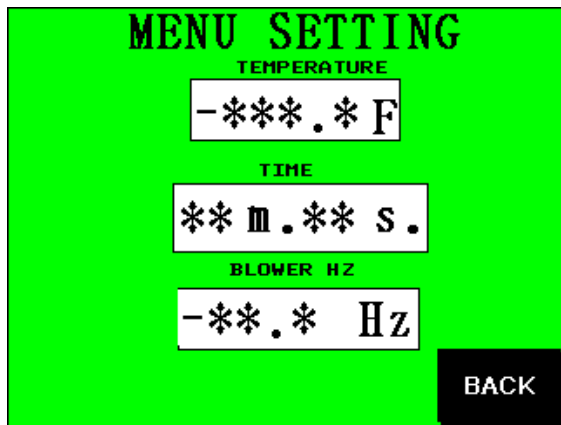 MENU SETTING
TEMPERATURE
-***.* F
TIME
** m.** s.
BLOWER HZ
-**.* Hz
BACK